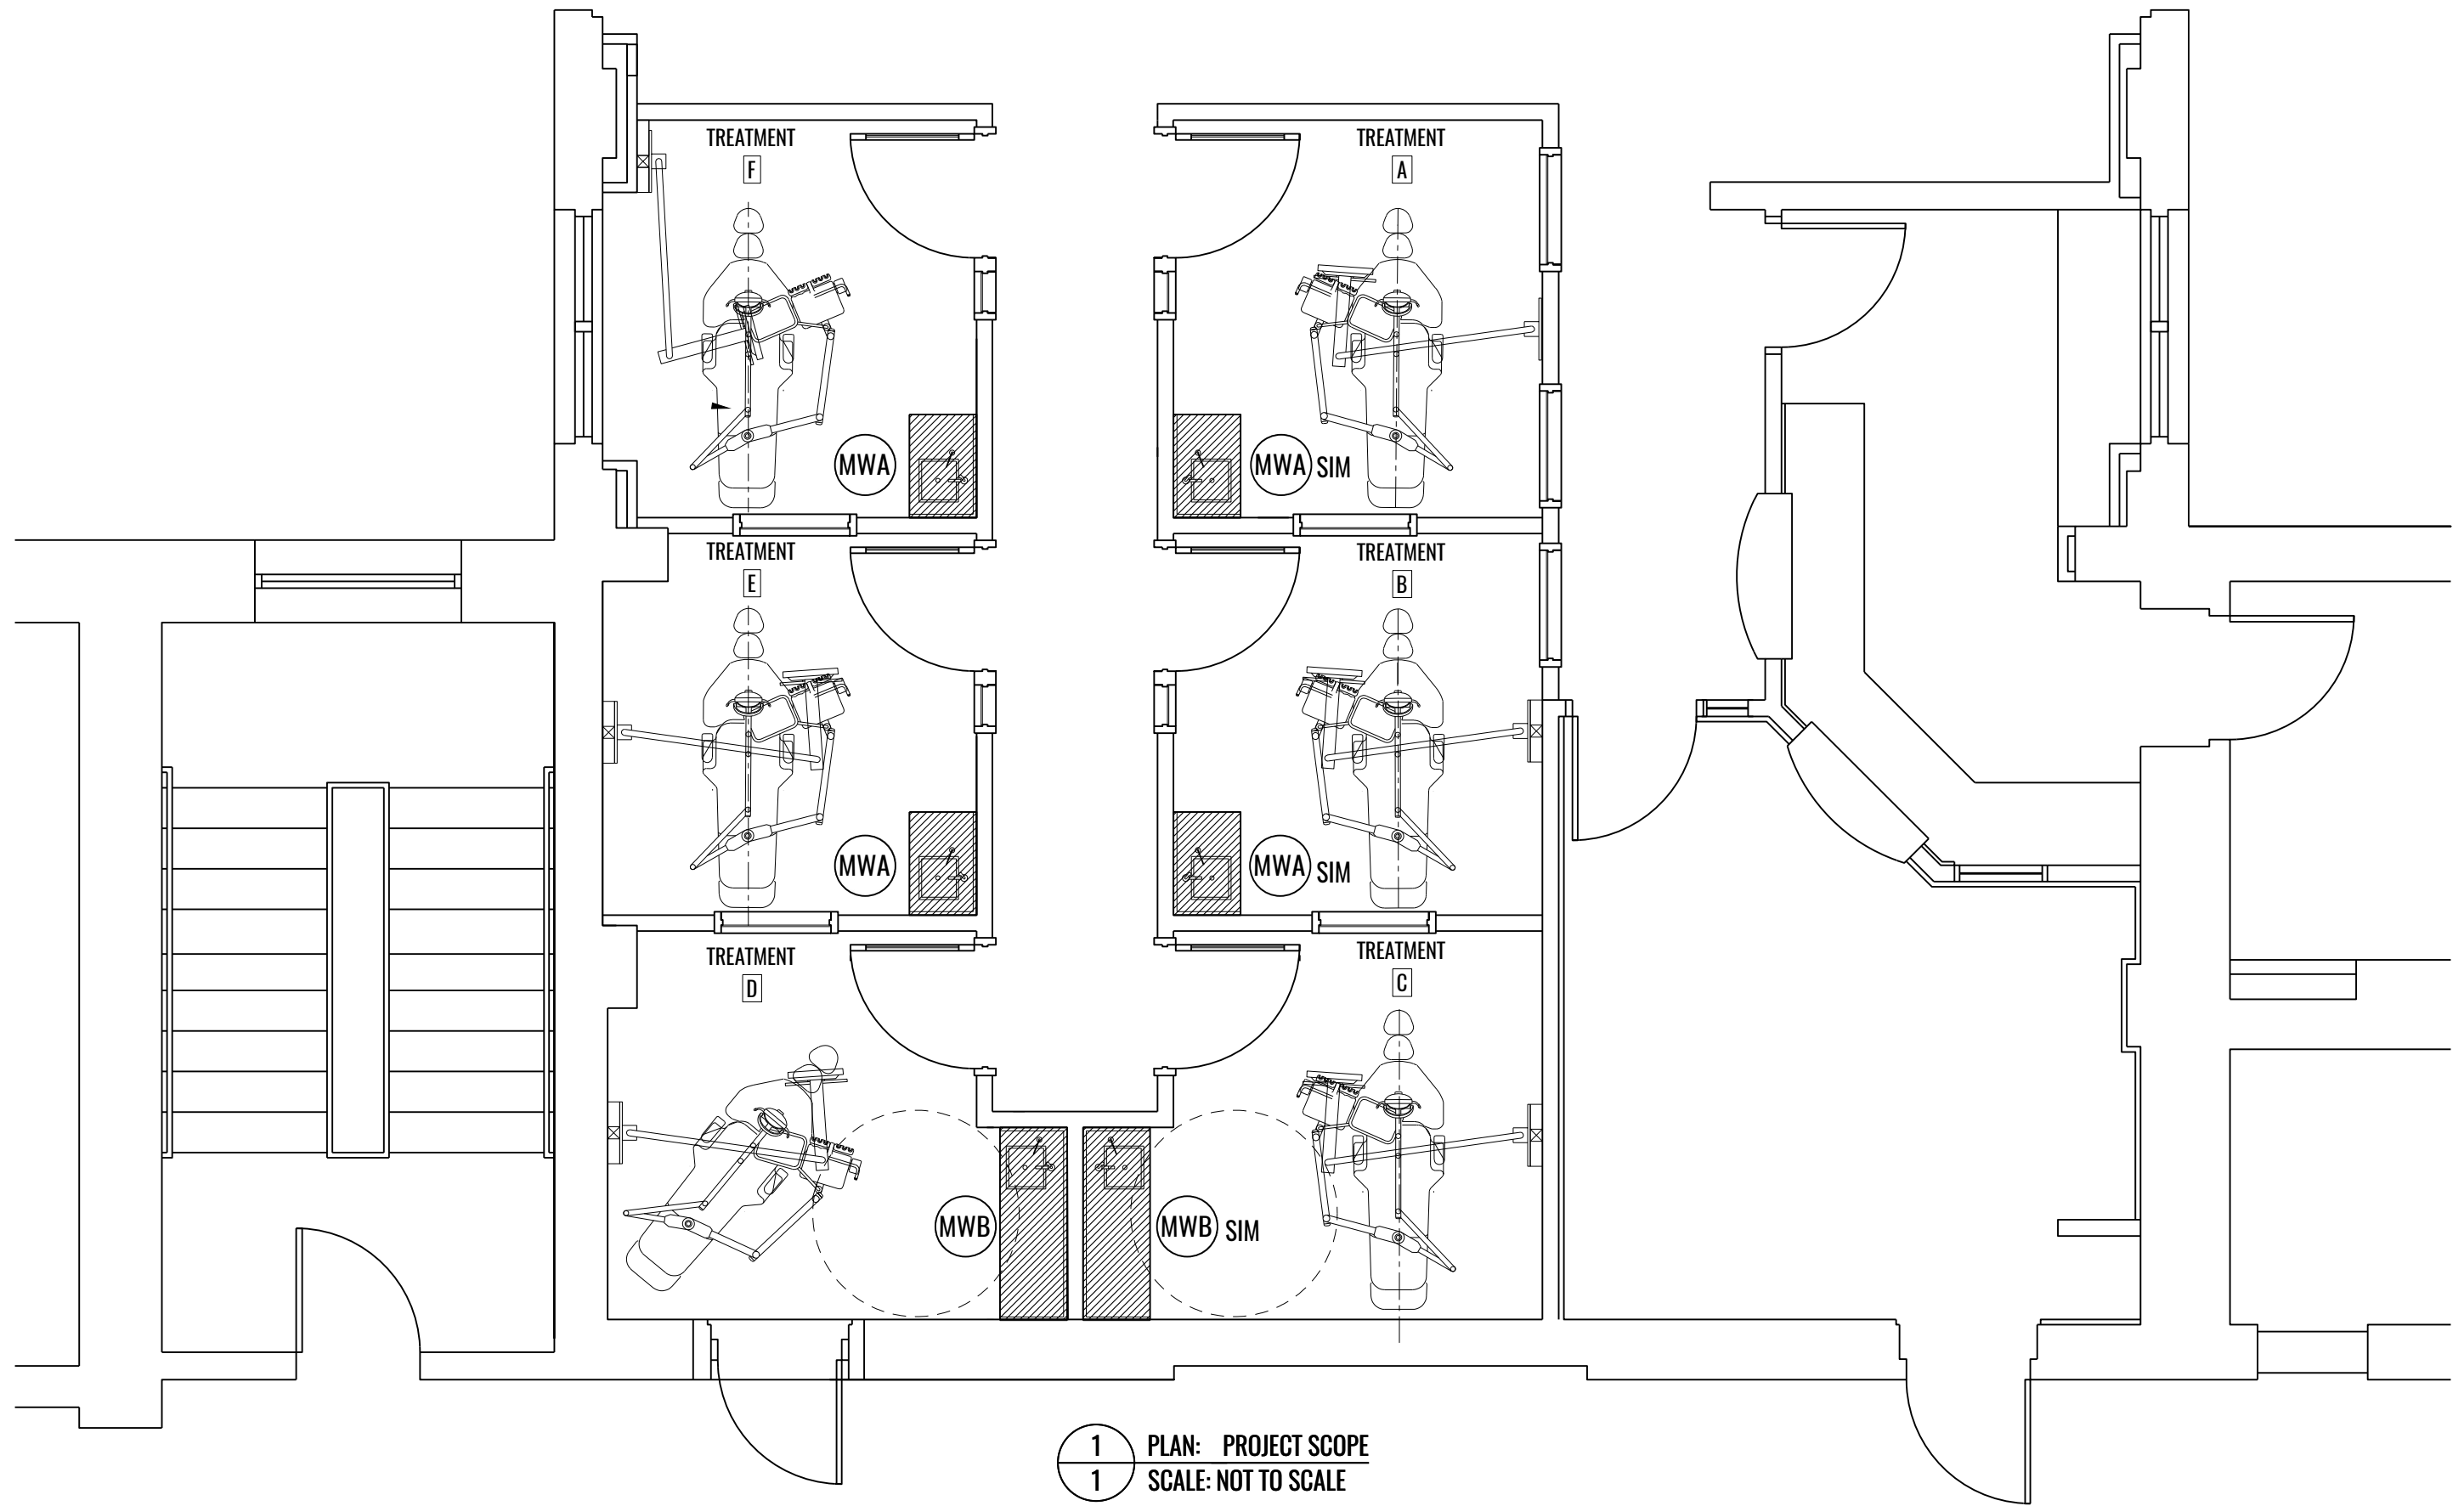 TREATMENT
F
TREATMENT
A
MWA
MWA SIM
TREATMENT
E
TREATMENT
B
MWA
MWA SIM
TREATMENT
D
TREATMENT
C
MWB
MWB SIM
1
1
PLAN: PROJECT SCOPE
SCALE: NOT TO SCALE